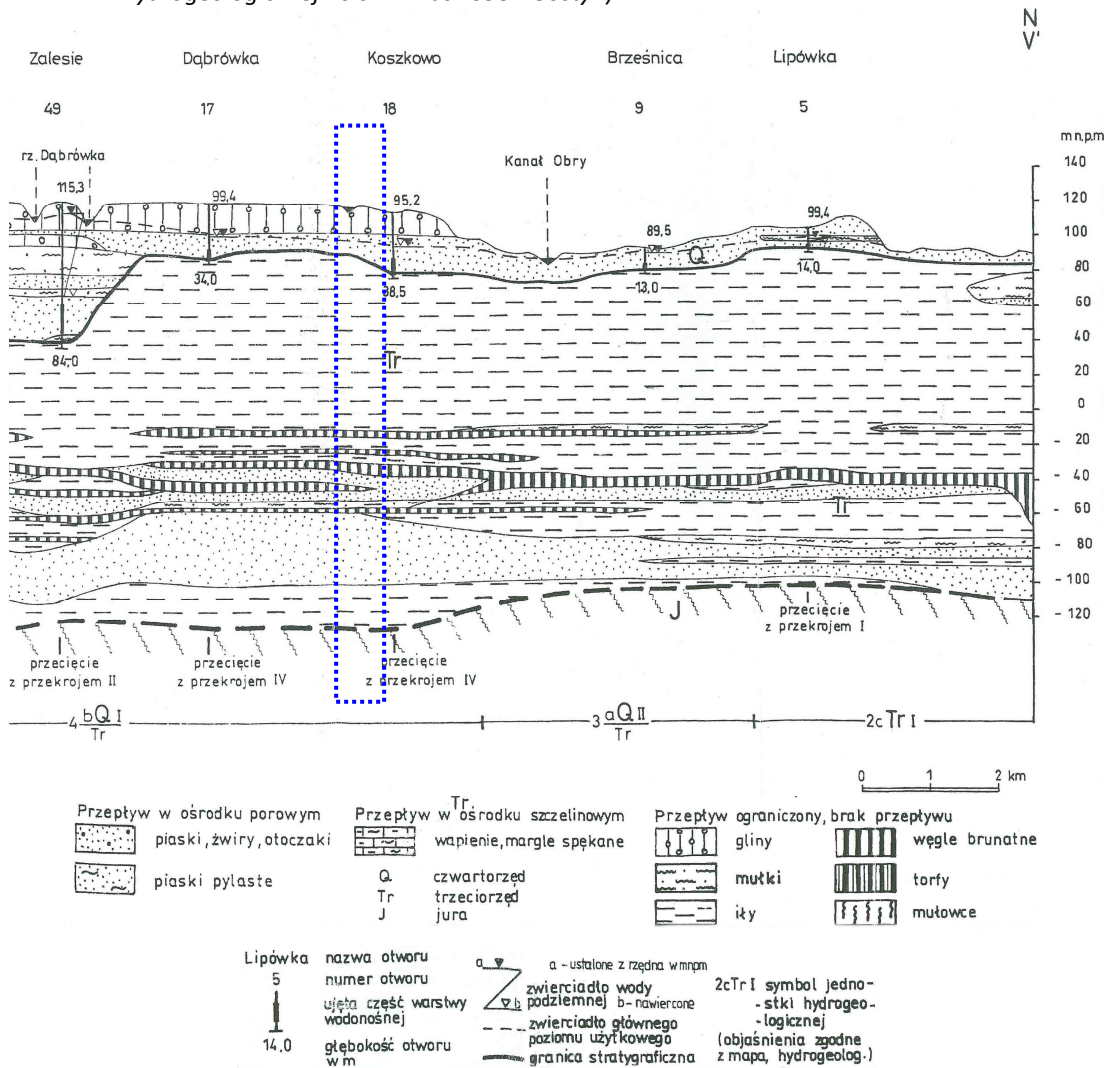 N
V'
Zalesie Dąbrówka Koszkowo Brześnica Lipówka
49 17 18 9 5
m n.p.m
rz. Dąbrówka
Kanał Obry
115,3 99,4 95,2 89,5 99,4
140
120
100
80
60
40
20
0
- 20
- 40
- 60
- 80
- 100
- 120
Q
34,0 38,5 13,0 14,0
84,0
Tr
Tr
J
przecięcie
z przekrojem II
przecięcie
z przekrojem IV
przecięcie
z przekrojem IV
przecięcie
z przekrojem I
4 bQ I
Tr
3 aQ II
Tr
2c Tr I
0 1 2 km
Przepływ w ośrodku porowym
piaski, żwiry, otoczaki
piaski pylaste
Tr
Przepływ w ośrodku szczelinowym
wapienie, margle spękane
Q czwartorzęd
Tr trzeciorzęd
J jura
Przepływ ograniczony, brak przepływu
gliny
mułki
iły
węgle brunatne
torfy
mułowce
Lipówka nazwa otworu
5 numer otworu
ujęta część warstwy
wodonośnej
14,0 głębokość otworu
w m
a a - ustalone z rzędną w mnpm
zwierciadło wody
b podziemnej b - nawiercone
zwierciadło głównego
poziomu użytkowego
granica stratygraficzna
2cTr I symbol jedno-
- stki hydrogeo-
- logicznej
(objaśnienia zgodne
z mapą, hydrogeolog.)